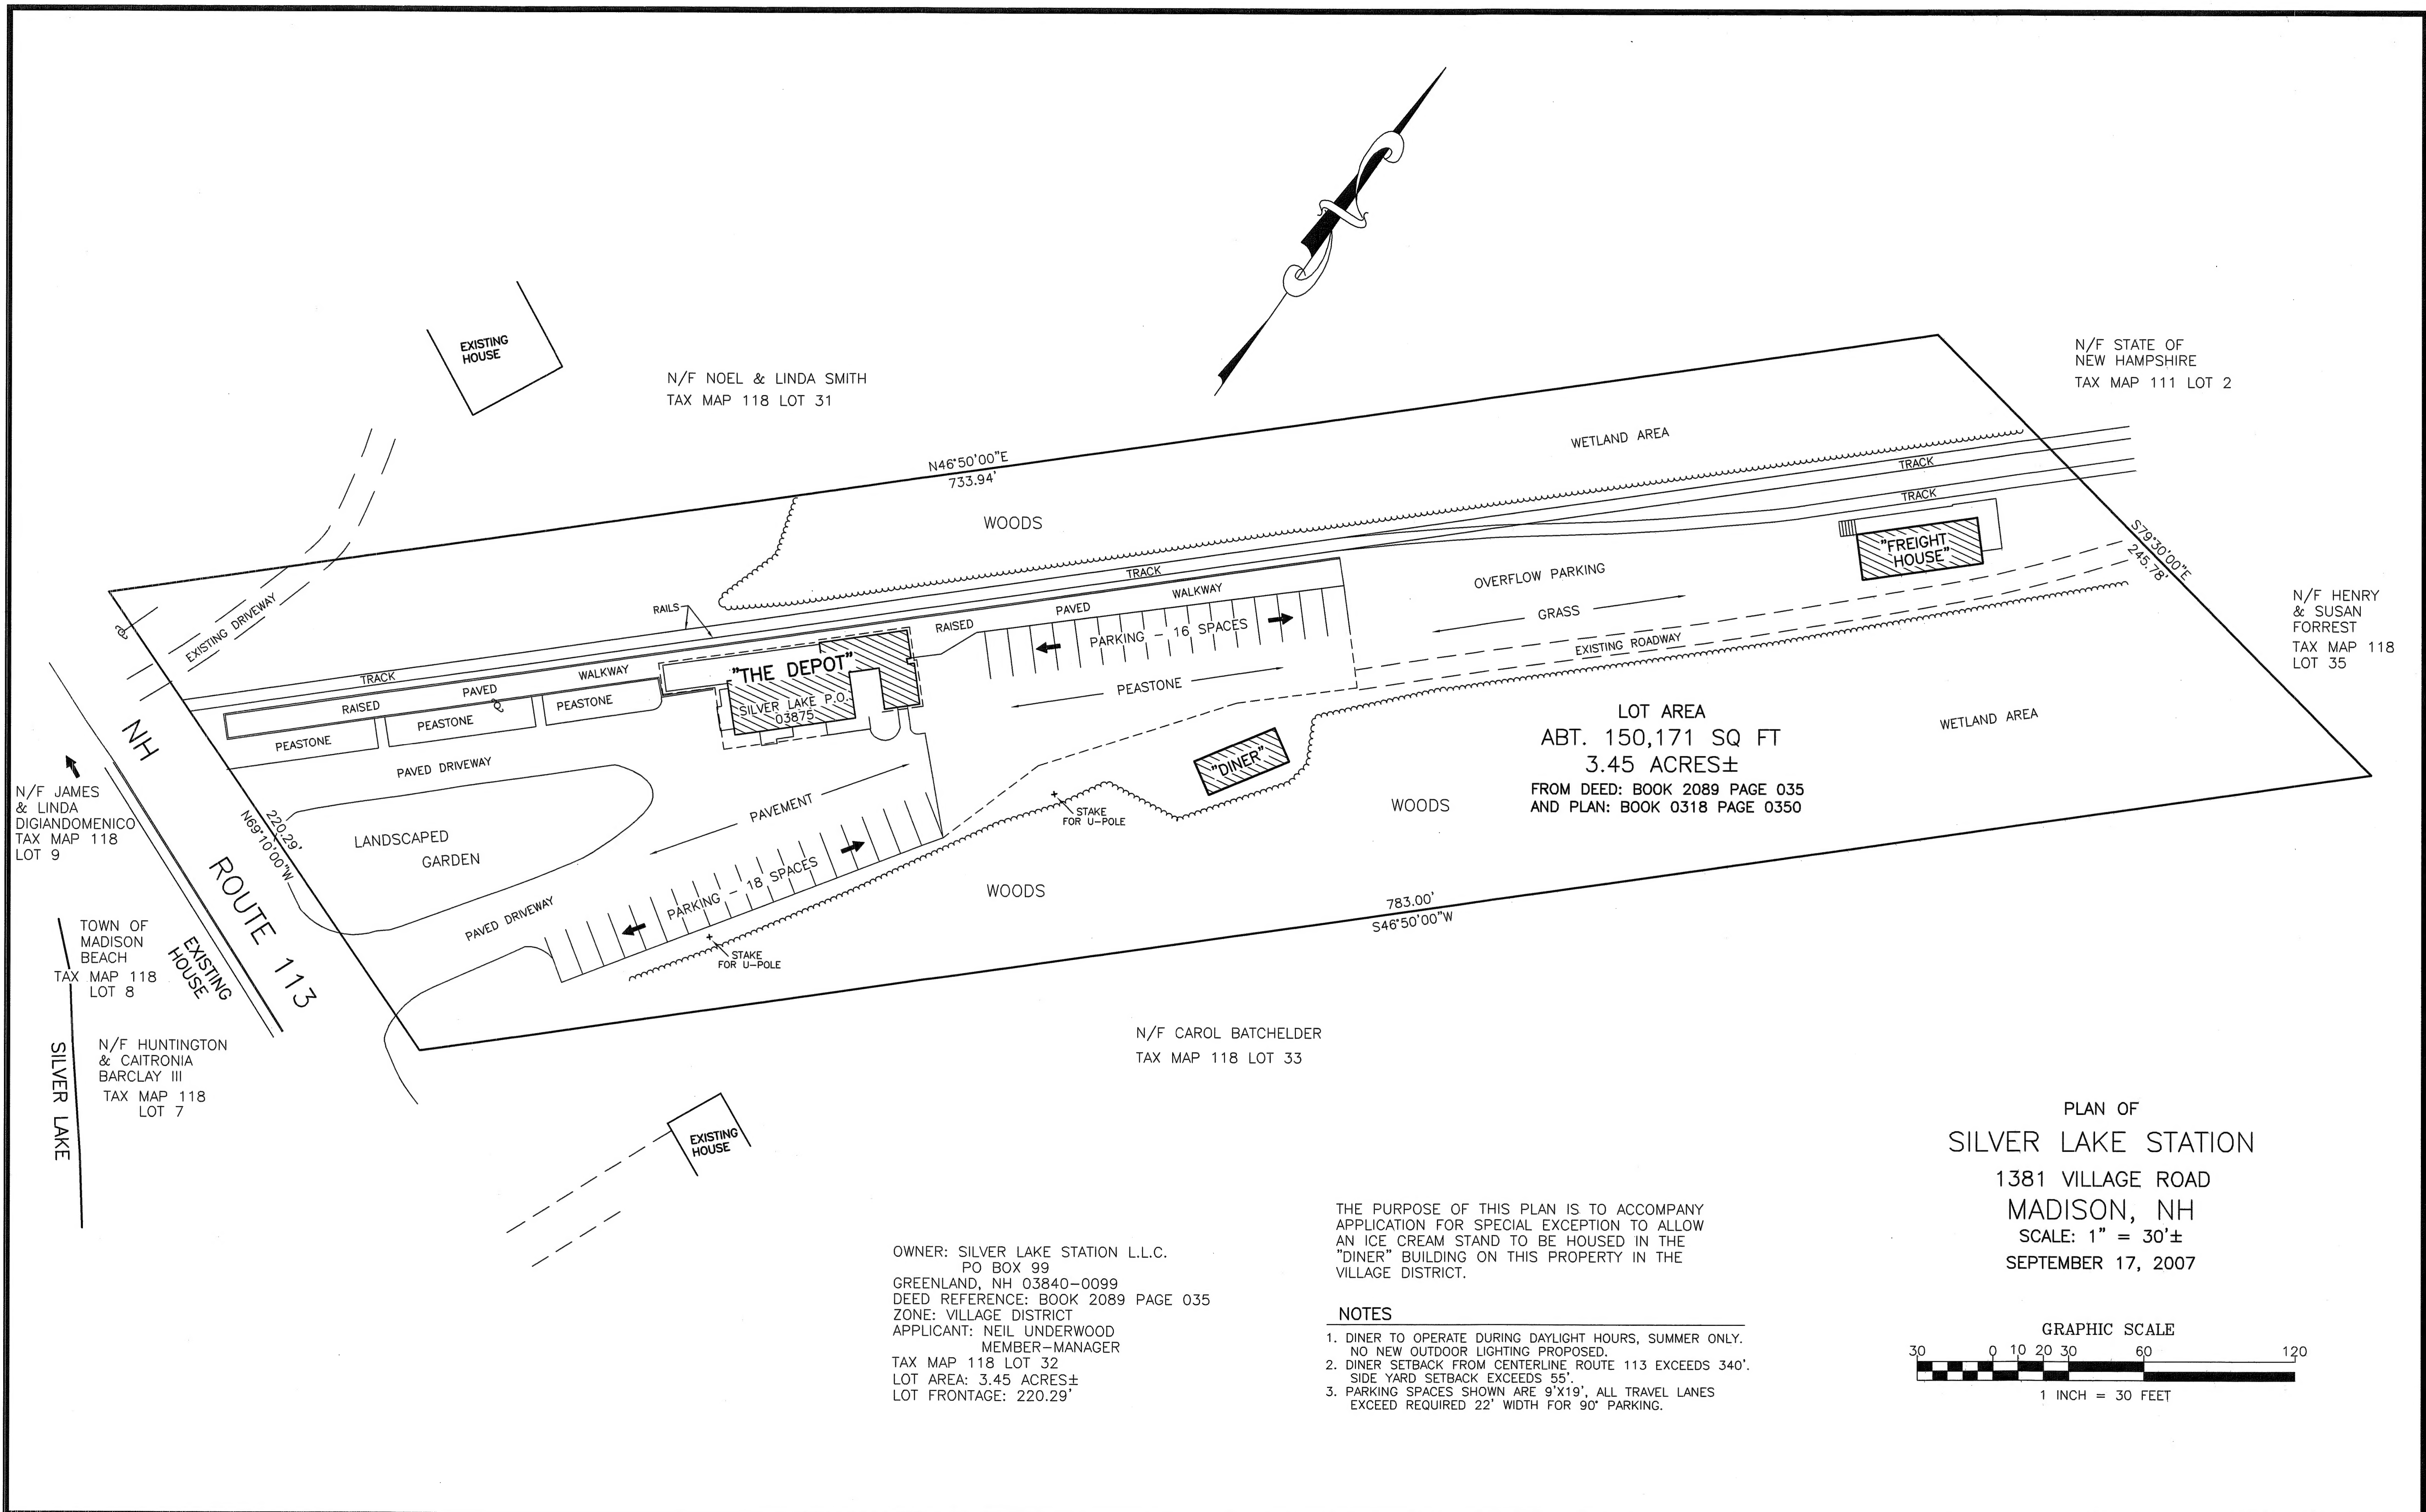 EXISTING
HOUSE
N/F NOEL & LINDA SMITH
TAX MAP 118 LOT 31
N/F STATE OF
NEW HAMPSHIRE
TAX MAP 111 LOT 2
N46°50'00"E
733.94'
WETLAND AREA
WOODS
TRACK
TRACK
"FREIGHT
HOUSE"
S79°30'00"E
245.78'
N/F HENRY
& SUSAN
FORREST
TAX MAP 118
LOT 35
EXISTING DRIVEWAY
RAILS
TRACK
RAISED PAVED WALKWAY
OVERFLOW PARKING
GRASS
EXISTING ROADWAY
PARKING - 16 SPACES
PEASTONE
TRACK
RAISED PAVED WALKWAY
PEASTONE
PEASTONE
PEASTONE
"THE DEPOT"
SILVER LAKE P.O.
03875
"DINER"
LOT AREA
ABT. 150,171 SQ FT
3.45 ACRES±
FROM DEED: BOOK 2089 PAGE 035
AND PLAN: BOOK 0318 PAGE 0350
WETLAND AREA
WOODS
PAVED DRIVEWAY
PAVEMENT
STAKE
FOR U-POLE
LANDSCAPED
GARDEN
PARKING - 18 SPACES
PAVED DRIVEWAY
STAKE
FOR U-POLE
WOODS
783.00'
S46°50'00"W
220.29'
N69°10'00"W
NH ROUTE 113
N/F JAMES
& LINDA
DIGIANDOMENICO
TAX MAP 118
LOT 9
TOWN OF
MADISON
BEACH
TAX MAP 118
LOT 8
EXISTING
HOUSE
N/F HUNTINGTON
& CAITRONIA
BARCLAY III
TAX MAP 118
LOT 7
SILVER LAKE
N/F CAROL BATCHELDER
TAX MAP 118 LOT 33
EXISTING
HOUSE
OWNER: SILVER LAKE STATION L.L.C.
PO BOX 99
GREENLAND, NH 03840-0099
DEED REFERENCE: BOOK 2089 PAGE 035
ZONE: VILLAGE DISTRICT
APPLICANT: NEIL UNDERWOOD
MEMBER-MANAGER
TAX MAP 118 LOT 32
LOT AREA: 3.45 ACRES±
LOT FRONTAGE: 220.29'
THE PURPOSE OF THIS PLAN IS TO ACCOMPANY
APPLICATION FOR SPECIAL EXCEPTION TO ALLOW
AN ICE CREAM STAND TO BE HOUSED IN THE
"DINER" BUILDING ON THIS PROPERTY IN THE
VILLAGE DISTRICT.
NOTES
1. DINER TO OPERATE DURING DAYLIGHT HOURS, SUMMER ONLY.
NO NEW OUTDOOR LIGHTING PROPOSED.
2. DINER SETBACK FROM CENTERLINE ROUTE 113 EXCEEDS 340'.
SIDE YARD SETBACK EXCEEDS 55'.
3. PARKING SPACES SHOWN ARE 9'X19', ALL TRAVEL LANES
EXCEED REQUIRED 22' WIDTH FOR 90° PARKING.
PLAN OF
SILVER LAKE STATION
1381 VILLAGE ROAD
MADISON, NH
SCALE: 1" = 30'±
SEPTEMBER 17, 2007
GRAPHIC SCALE
30 0 10 20 30 60 120
1 INCH = 30 FEET